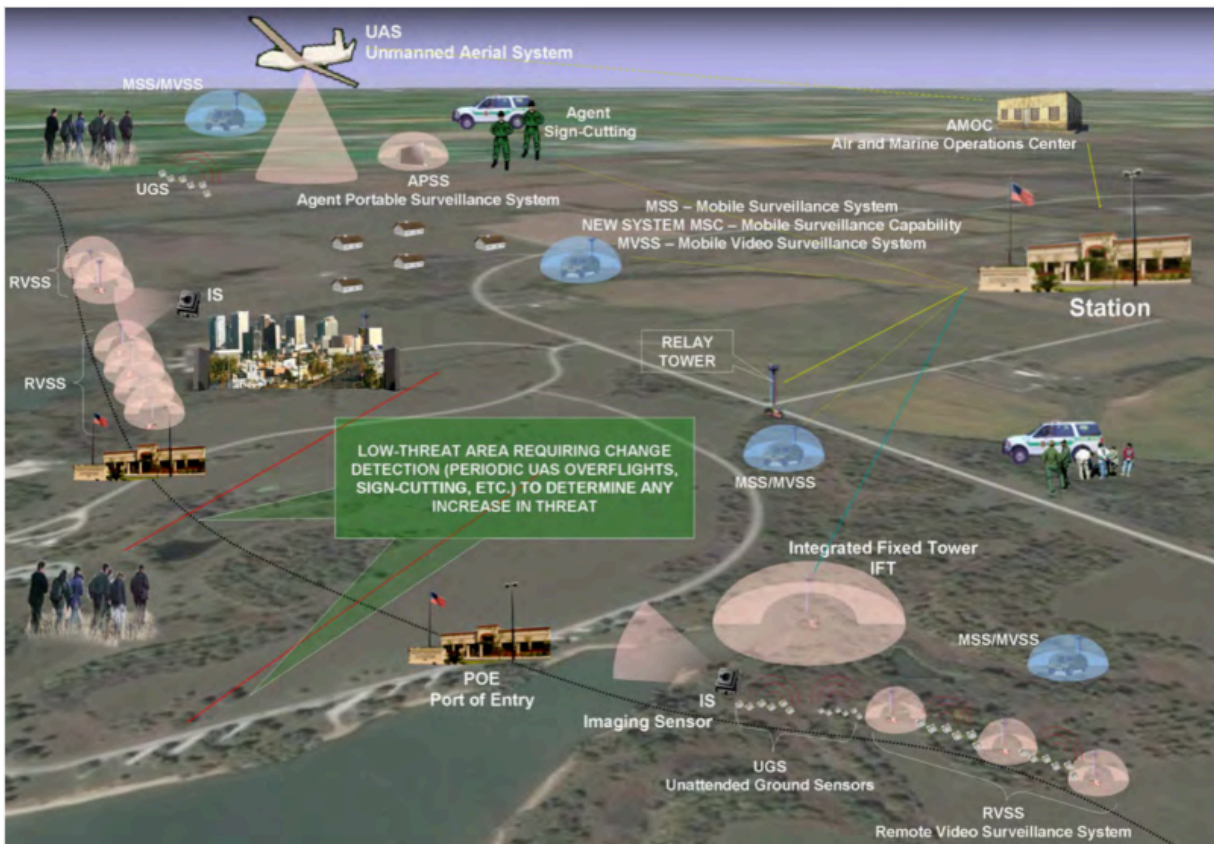 UAS
Unmanned Aerial System
MSS/MVSS
Agent
Sign-Cutting
AMOC
Air and Marine Operations Center
UGS
APSS
Agent Portable Surveillance System
MSS – Mobile Surveillance System
NEW SYSTEM MSC – Mobile Surveillance Capability
MVSS – Mobile Video Surveillance System
RVSS
IS
Station
RELAY
TOWER
RVSS
LOW-THREAT AREA REQUIRING CHANGE
DETECTION (PERIODIC UAS OVERFLIGHTS,
SIGN-CUTTING, ETC.) TO DETERMINE ANY
INCREASE IN THREAT
MSS/MVSS
Integrated Fixed Tower
IFT
MSS/MVSS
POE
Port of Entry
IS
Imaging Sensor
UGS
Unattended Ground Sensors
RVSS
Remote Video Surveillance System